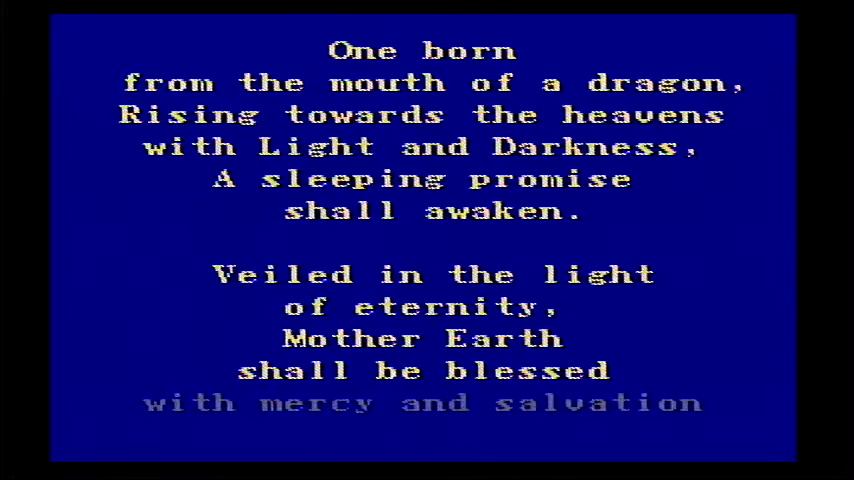 One born
from the mouth of a dragon,
Rising towards the heavens
with Light and Darkness,
A sleeping promise
shall awaken.
Veiled in the light
of eternity,
Mother Earth
shall be blessed
with mercy and salvation